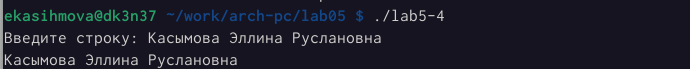 ekasihmova@dk3n37 ~/work/arch-pc/lab05 $ ./lab5-4
Введите строку: Касымова Эллина Руслановна
Касымова Эллина Руслановна